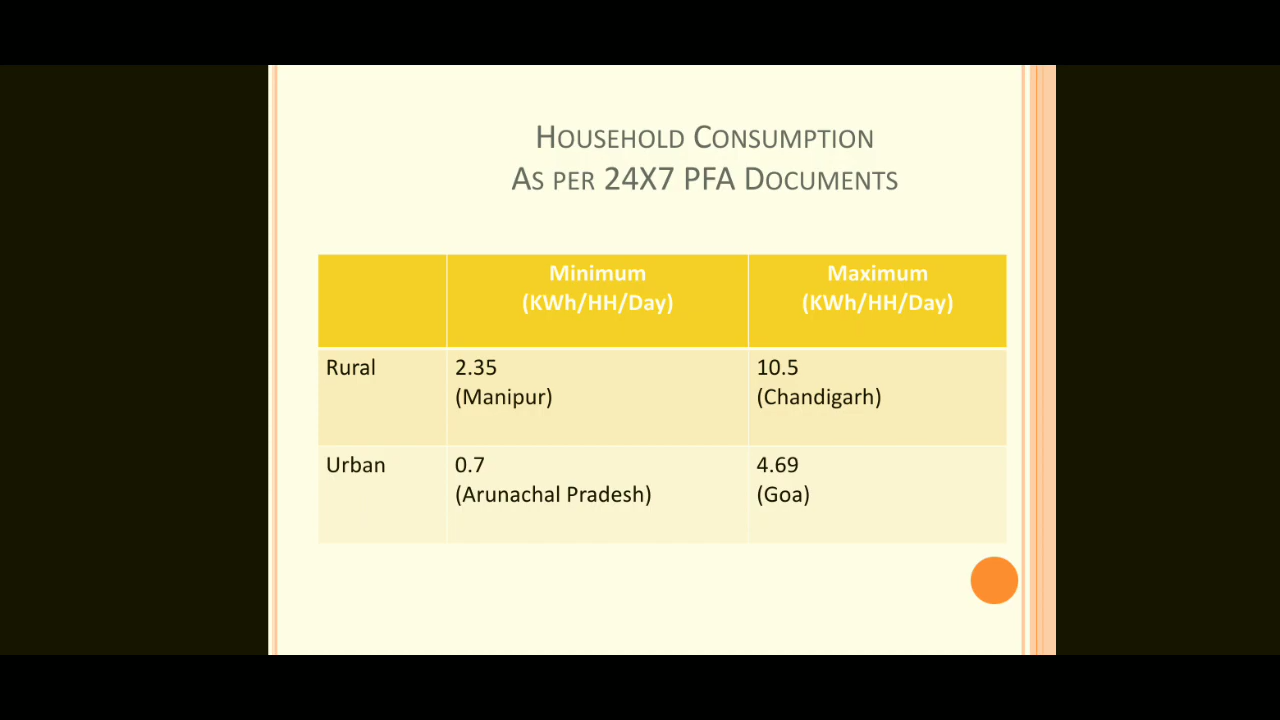 Household Consumption
As per 24X7 PFA Documents
Minimum
(KWh/HH/Day)
Maximum
(KWh/HH/Day)
Rural
2.35
(Manipur)
10.5
(Chandigarh)
Urban
0.7
(Arunachal Pradesh)
4.69
(Goa)